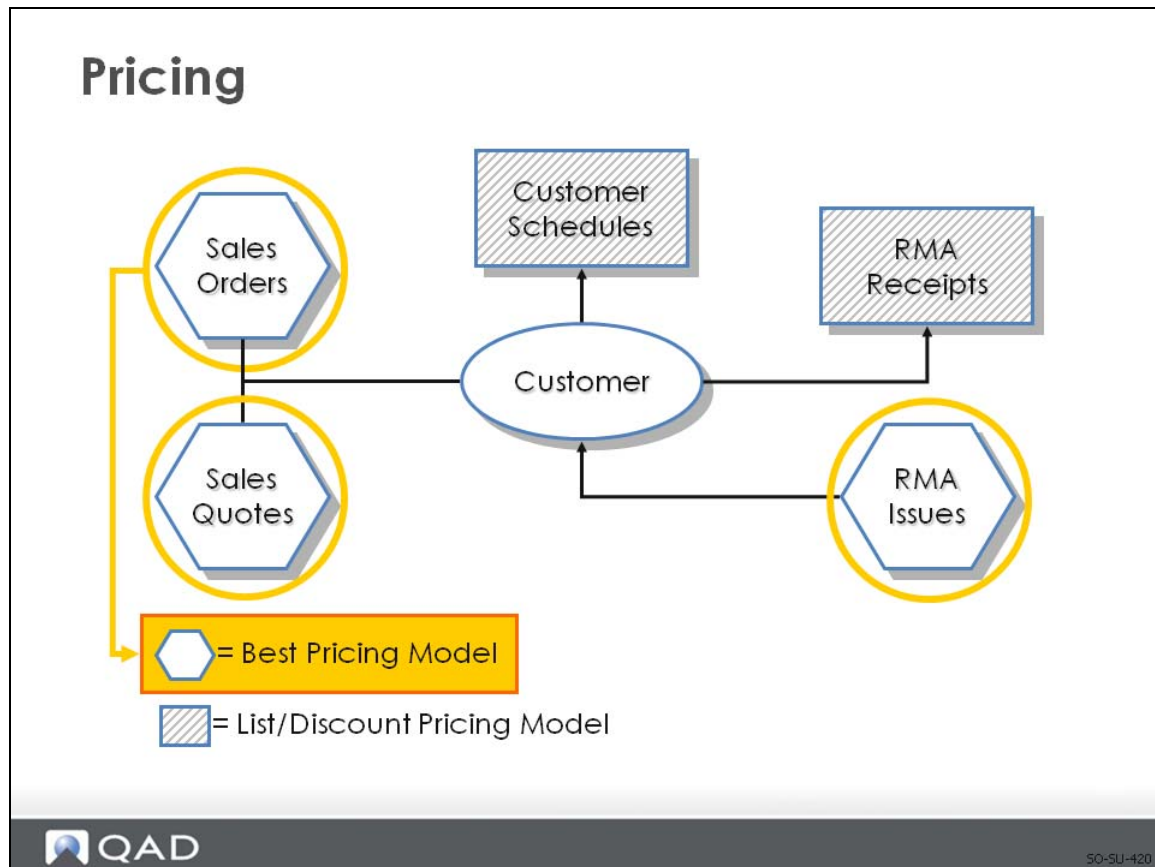 Pricing
Sales
Orders
Customer
Schedules
RMA
Receipts
Customer
Sales
Quotes
RMA
Issues
= Best Pricing Model
= List/Discount Pricing Model
QAD
SO-SU-420